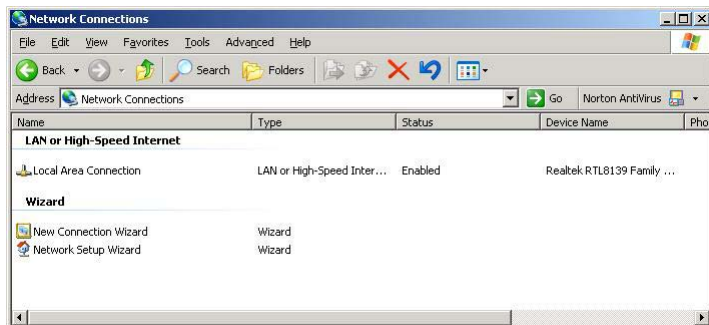 Network Connections
File Edit View Favorites Tools Advanced Help
Back Search Folders
Address Network Connections Go Norton AntiVirus
Name Type Status Device Name Pho
LAN or High-Speed Internet
Local Area Connection LAN or High-Speed Inter... Enabled Realtek RTL8139 Family ...
Wizard
New Connection Wizard Wizard
Network Setup Wizard Wizard